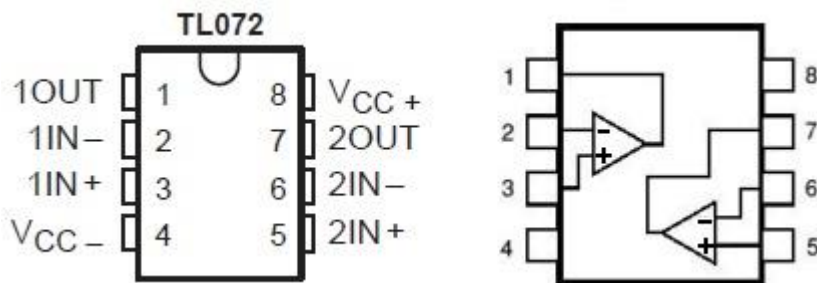 TL072
1OUT 1 8 VCC+
1IN− 2 7 2OUT
1IN+ 3 6 2IN−
VCC− 4 5 2IN+
1 8
2 − 7
+
3 6
−
4 + 5